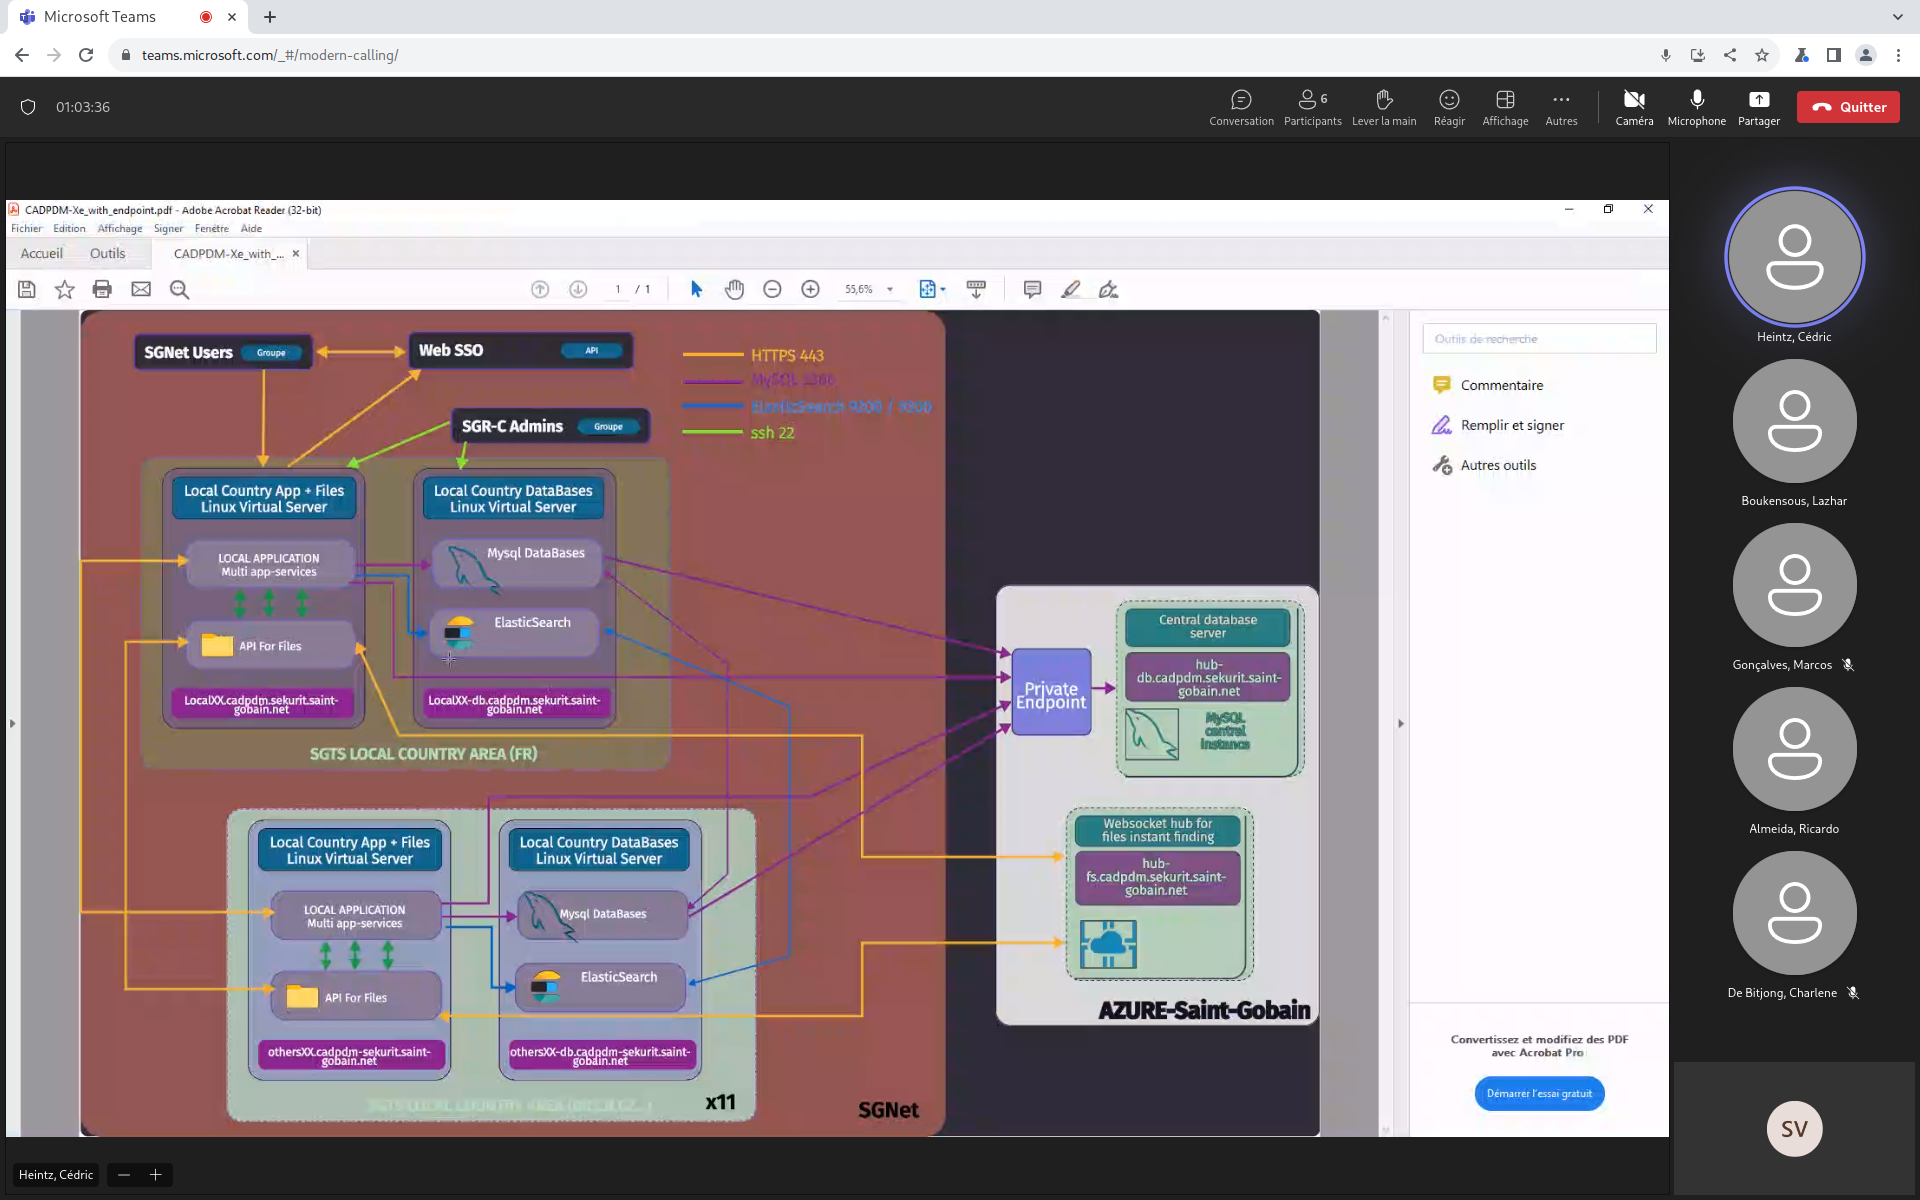 Microsoft Teams
teams.microsoft.com/_#/modern-calling/
01:03:36
Conversation
6
Participants
Lever la main
Réagir
Affichage
Autres
Caméra
Microphone
Partager
Quitter
CADPDM-Xe_with_endpoint.pdf - Adobe Acrobat Reader (32-bit)
Fichier Edition Affichage Signer Fenêtre Aide
Accueil Outils CADPDM-Xe_with_...
1 / 1
55,6%
SGNet Users Groupe
Web SSO API
SGR-C Admins Groupe
HTTPS 443
MySQL
ElasticSearch
ssh 22
Local Country App + Files
Linux Virtual Server
LOCAL APPLICATION
Multi app-services
API For Files
LocalXX.cadpdm.sekurit.saint-
gobain.net
Local Country DataBases
Linux Virtual Server
Mysql DataBases
ElasticSearch
LocalXX-db.cadpdm.sekurit.saint-
gobain.net
SGTS LOCAL COUNTRY AREA (FR)
Local Country App + Files
Linux Virtual Server
LOCAL APPLICATION
Multi app-services
API For Files
othersXX.cadpdm-sekurit.saint-
gobain.net
Local Country DataBases
Linux Virtual Server
Mysql DataBases
ElasticSearch
othersXX-db.cadpdm-sekurit.saint-
gobain.net
SGTS LOCAL COUNTRY AREA
x11
SGNet
Private
Endpoint
Central database
server
hub-
db.cadpdm.sekurit.saint-
gobain.net
MySQL
central
instance
Websocket hub for
files instant finding
hub-
fs.cadpdm.sekurit.saint-
gobain.net
AZURE-Saint-Gobain
Outils de recherche
Commentaire
Remplir et signer
Autres outils
Convertissez et modifiez des PDF
avec Acrobat Pro
Démarrer l'essai gratuit
Heintz, Cédric
Boukensous, Lazhar
Gonçalves, Marcos
Almeida, Ricardo
De Bitjong, Charlene
SV
Heintz, Cédric